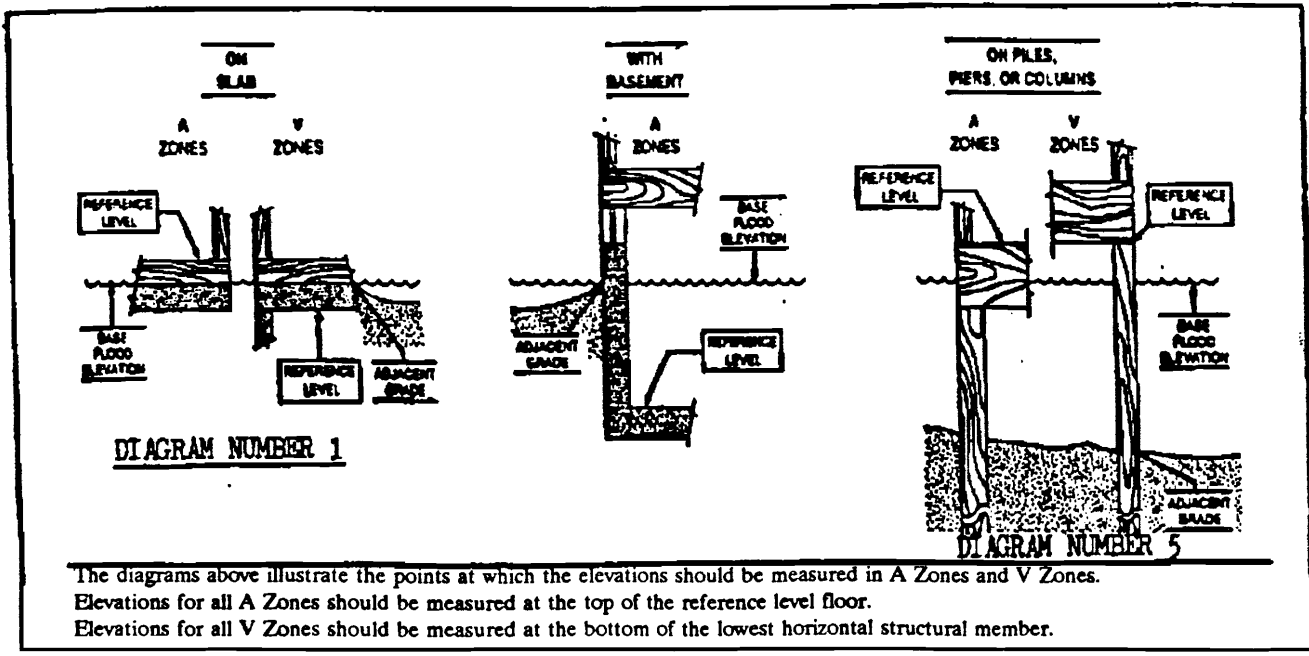 ON
SLAB
A
ZONES
V
ZONES
REFERENCE
LEVEL
BASE
FLOOD
ELEVATION
REFERENCE
LEVEL
ADJACENT
GRADE
DIAGRAM NUMBER 1
WITH
BASEMENT
A
ZONES
BASE
FLOOD
ELEVATION
ADJACENT
GRADE
REFERENCE
LEVEL
ON PILES,
PIERS, OR COLUMNS
A
ZONES
V
ZONES
REFERENCE
LEVEL
REFERENCE
LEVEL
BASE
FLOOD
ELEVATION
ADJACENT
GRADE
DIAGRAM NUMBER 5
The diagrams above illustrate the points at which the elevations should be measured in A Zones and V Zones.
Elevations for all A Zones should be measured at the top of the reference level floor.
Elevations for all V Zones should be measured at the bottom of the lowest horizontal structural member.